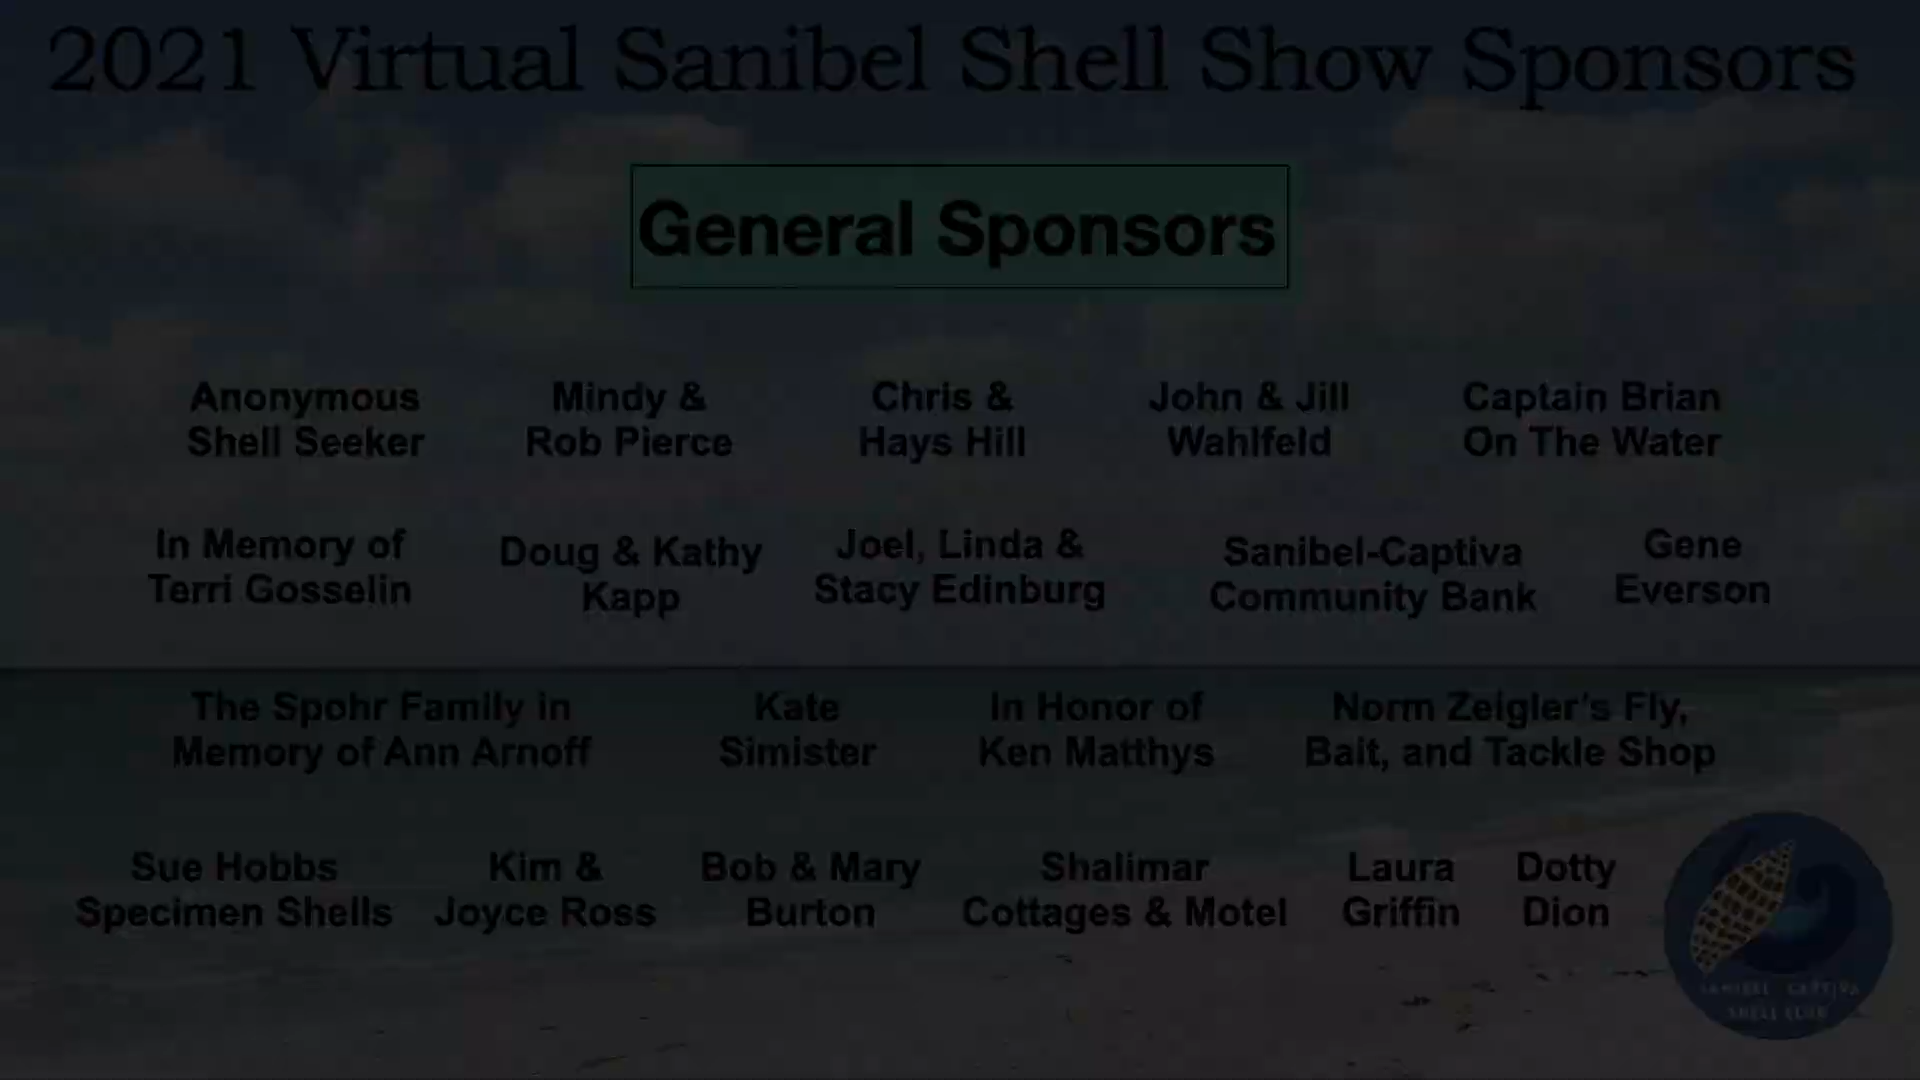 2021 Virtual Sanibel Shell Show Sponsors
General Sponsors
Anonymous
Shell Seeker
Mindy &
Rob Pierce
Chris &
Hays Hill
John & Jill
Wahlfeld
Captain Brian
On The Water
In Memory of
Terri Gosselin
Doug & Kathy
Kapp
Joel, Linda &
Stacy Edinburg
Sanibel-Captiva
Community Bank
Gene
Everson
The Spohr Family in
Memory of Ann Arnoff
Kate
Simister
In Honor of
Ken Matthys
Norm Zeigler's Fly,
Bait, and Tackle Shop
Sue Hobbs
Specimen Shells
Kim &
Joyce Ross
Bob & Mary
Burton
Shalimar
Cottages & Motel
Laura
Griffin
Dotty
Dion
SANIBEL CAPTIVA
SHELL CLUB